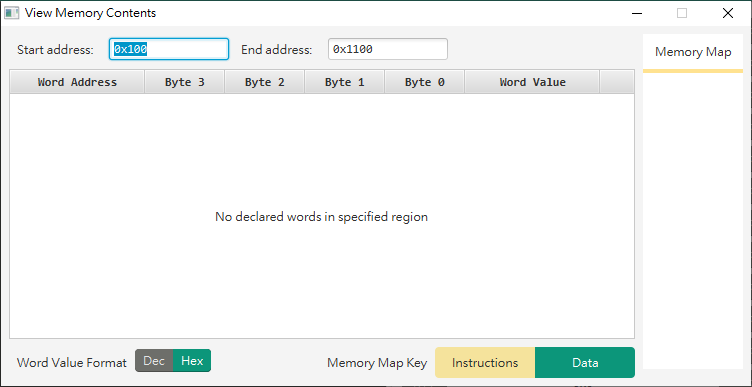 View Memory Contents
Start address: 0x100 End address: 0x1100
Memory Map
Word Address Byte 3 Byte 2 Byte 1 Byte 0 Word Value
No declared words in specified region
Word Value Format Dec Hex Memory Map Key Instructions Data